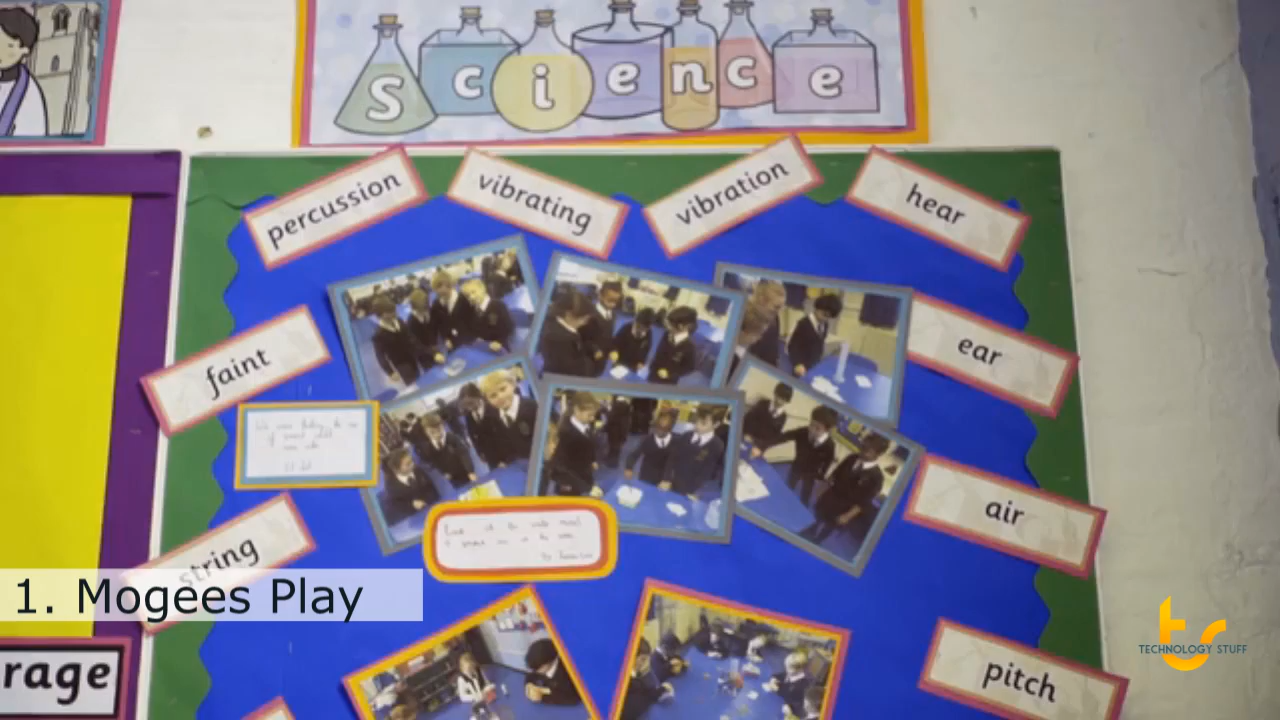 Science
percussion
vibrating
vibration
hear
faint
ear
air
string
1. Mogees Play
rage
pitch
TECHNOLOGY STUFF